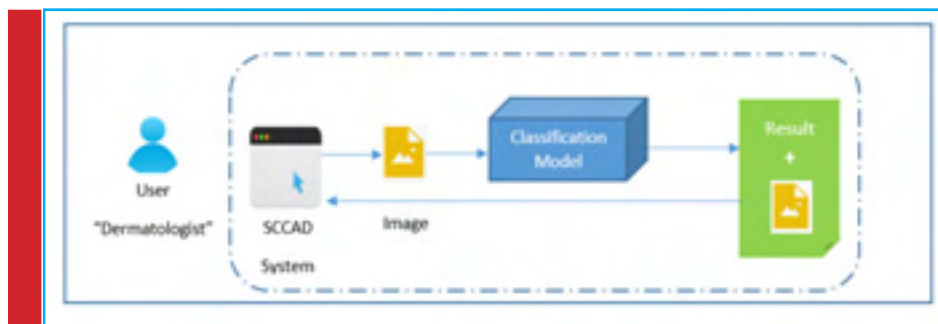 User
"Dermatologist"
SCCAD
System
Image
Classification
Model
Result
+